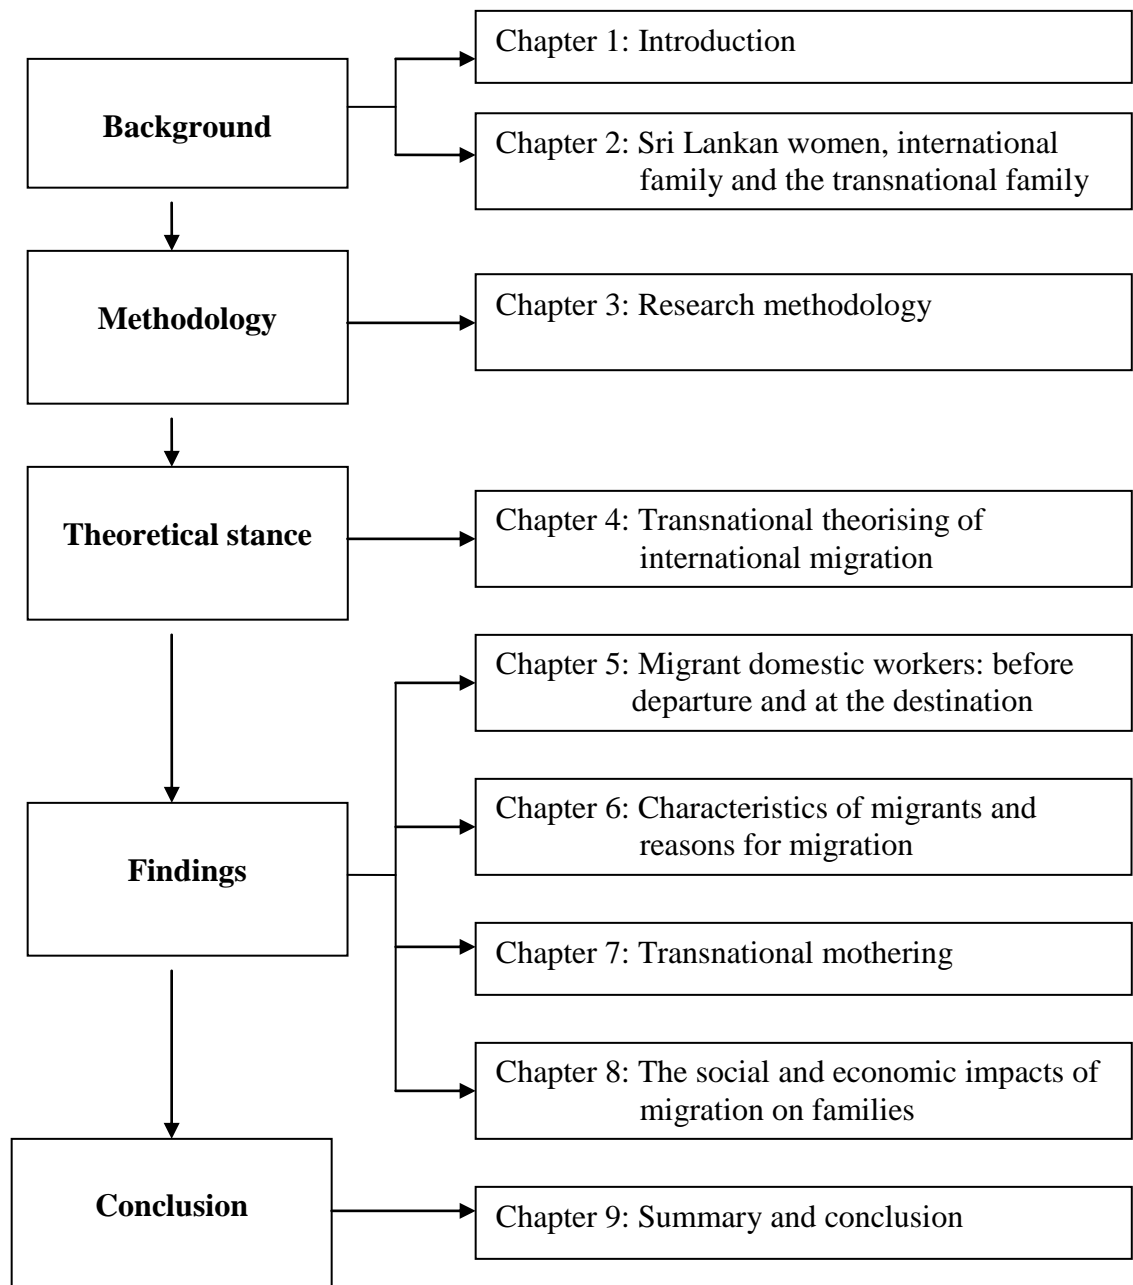 Background
Chapter 1: Introduction
Chapter 2: Sri Lankan women, international
family and the transnational family
Methodology
Chapter 3: Research methodology
Theoretical stance
Chapter 4: Transnational theorising of
international migration
Findings
Chapter 5: Migrant domestic workers: before
departure and at the destination
Chapter 6: Characteristics of migrants and
reasons for migration
Chapter 7: Transnational mothering
Chapter 8: The social and economic impacts of
migration on families
Conclusion
Chapter 9: Summary and conclusion